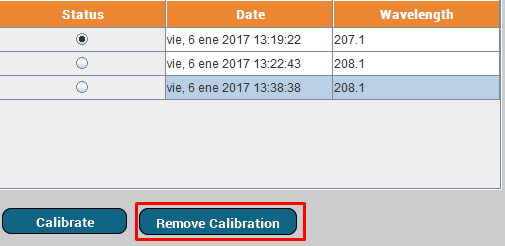 Status Date Wavelength
vie, 6 ene 2017 13:19:22 207.1
vie, 6 ene 2017 13:22:43 208.1
vie, 6 ene 2017 13:38:38 208.1
Calibrate Remove Calibration